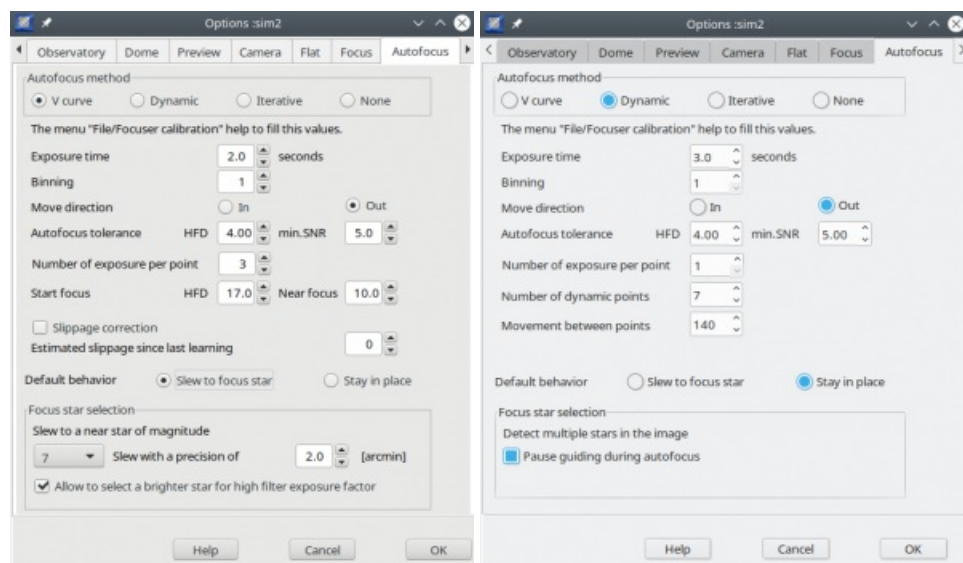 Options :sim2
Observatory Dome Preview Camera Flat Focus Autofocus
Autofocus method
V curve Dynamic Iterative None
The menu "File/Focuser calibration" help to fill this values.
Exposure time 2.0 seconds
Binning 1
Move direction In Out
Autofocus tolerance HFD 4.00 min.SNR 5.0
Number of exposure per point 3
Start focus HFD 17.0 Near focus 10.0
Slippage correction
Estimated slippage since last learning 0
Default behavior Slew to focus star Stay in place
Focus star selection
Slew to a near star of magnitude
7 Slew with a precision of 2.0 [arcmin]
Allow to select a brighter star for high filter exposure factor
Help Cancel OK
Options :sim2
Observatory Dome Preview Camera Flat Focus Autofocus
Autofocus method
V curve Dynamic Iterative None
The menu "File/Focuser calibration" help to fill this values.
Exposure time 3.0 seconds
Binning 1
Move direction In Out
Autofocus tolerance HFD 4.00 min.SNR 5.00
Number of exposure per point 1
Number of dynamic points 7
Movement between points 140
Default behavior Slew to focus star Stay in place
Focus star selection
Detect multiple stars in the image
Pause guiding during autofocus
Help Cancel OK